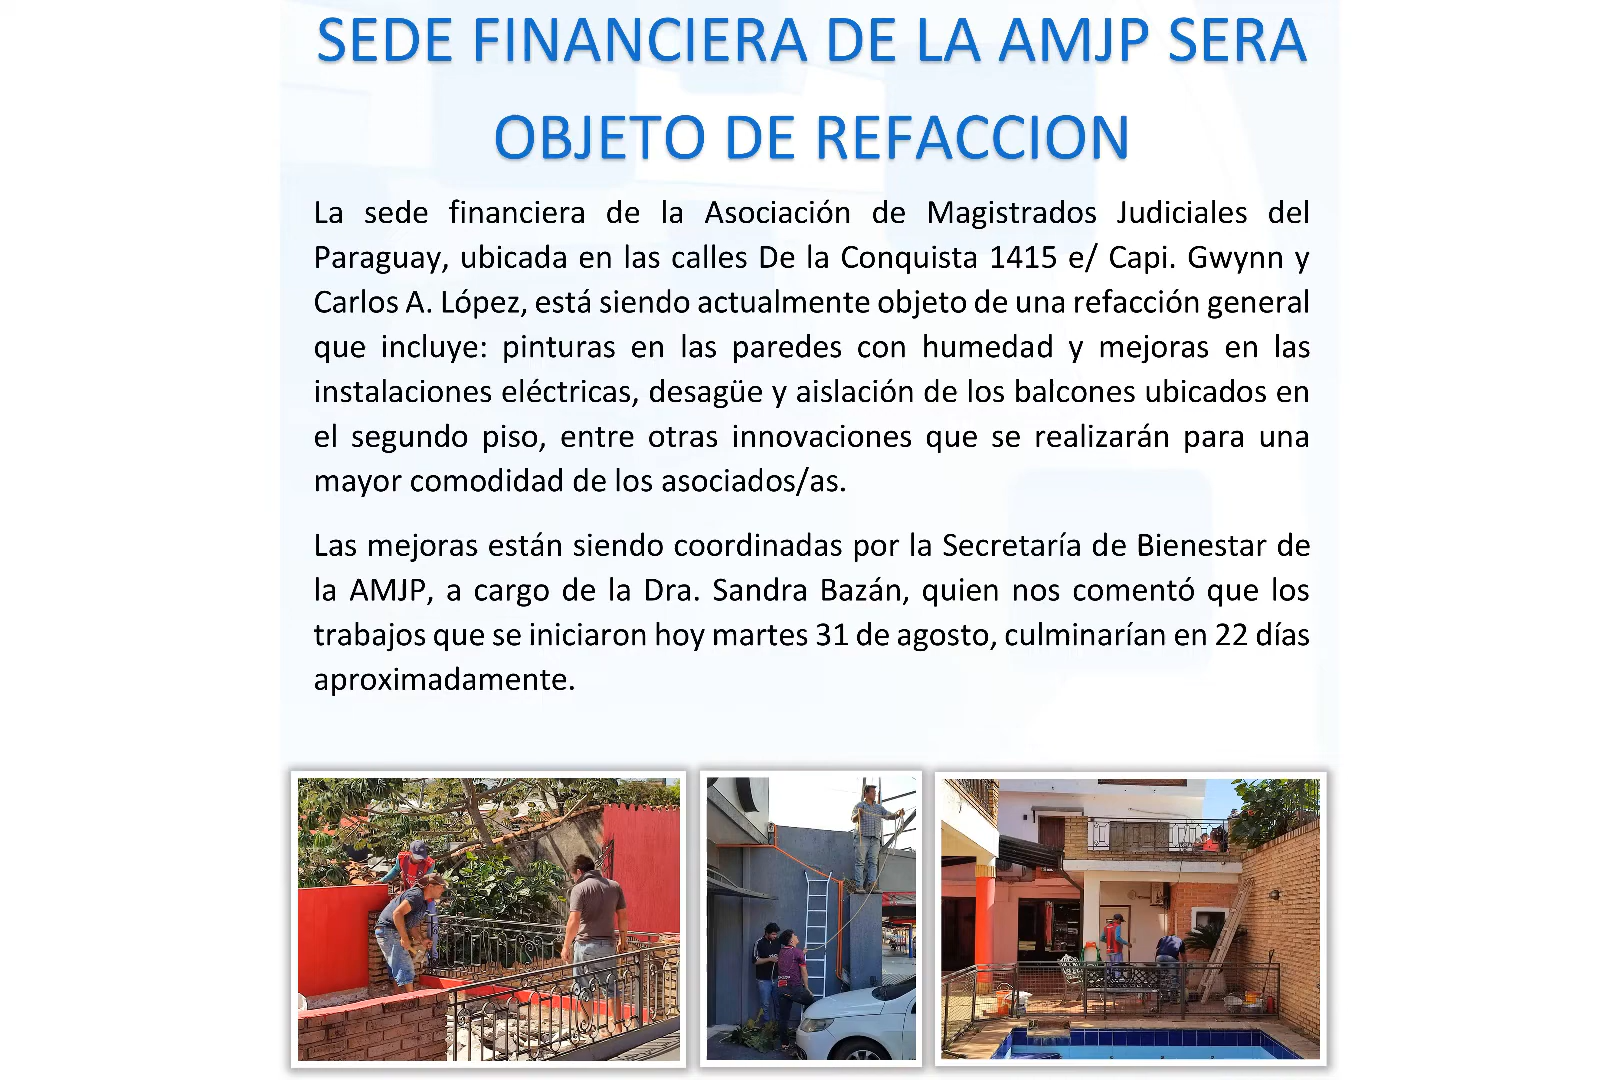 SEDE FINANCIERA DE LA AMJP SERA
OBJETO DE REFACCION
La sede financiera de la Asociación de Magistrados Judiciales del
Paraguay, ubicada en las calles De la Conquista 1415 e/ Capi. Gwynn y
Carlos A. López, está siendo actualmente objeto de una refacción general
que incluye: pinturas en las paredes con humedad y mejoras en las
instalaciones eléctricas, desagüe y aislación de los balcones ubicados en
el segundo piso, entre otras innovaciones que se realizarán para una
mayor comodidad de los asociados/as.
Las mejoras están siendo coordinadas por la Secretaría de Bienestar de
la AMJP, a cargo de la Dra. Sandra Bazán, quien nos comentó que los
trabajos que se iniciaron hoy martes 31 de agosto, culminarían en 22 días
aproximadamente.